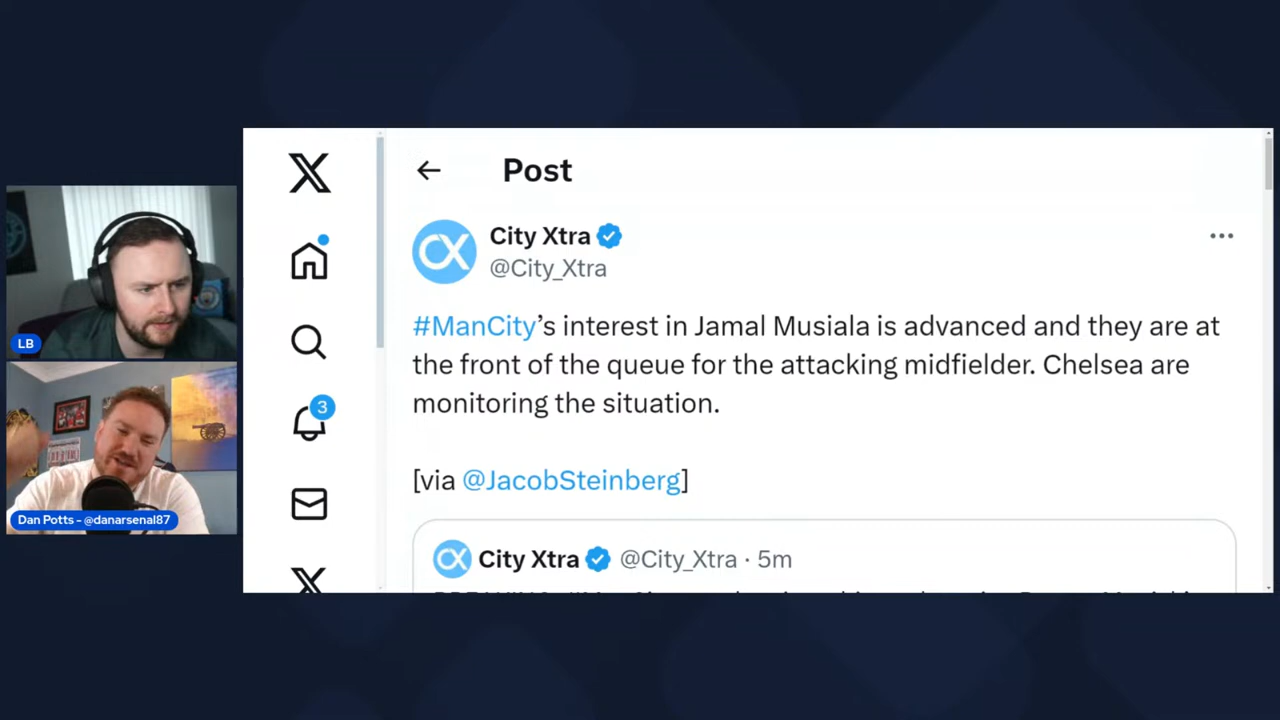 Post
City Xtra
@City_Xtra
#ManCity's interest in Jamal Musiala is advanced and they are at
the front of the queue for the attacking midfielder. Chelsea are
monitoring the situation.
[via @JacobSteinberg]
City Xtra @City_Xtra · 5m
3
LB
Dan Potts - @danarsenal87